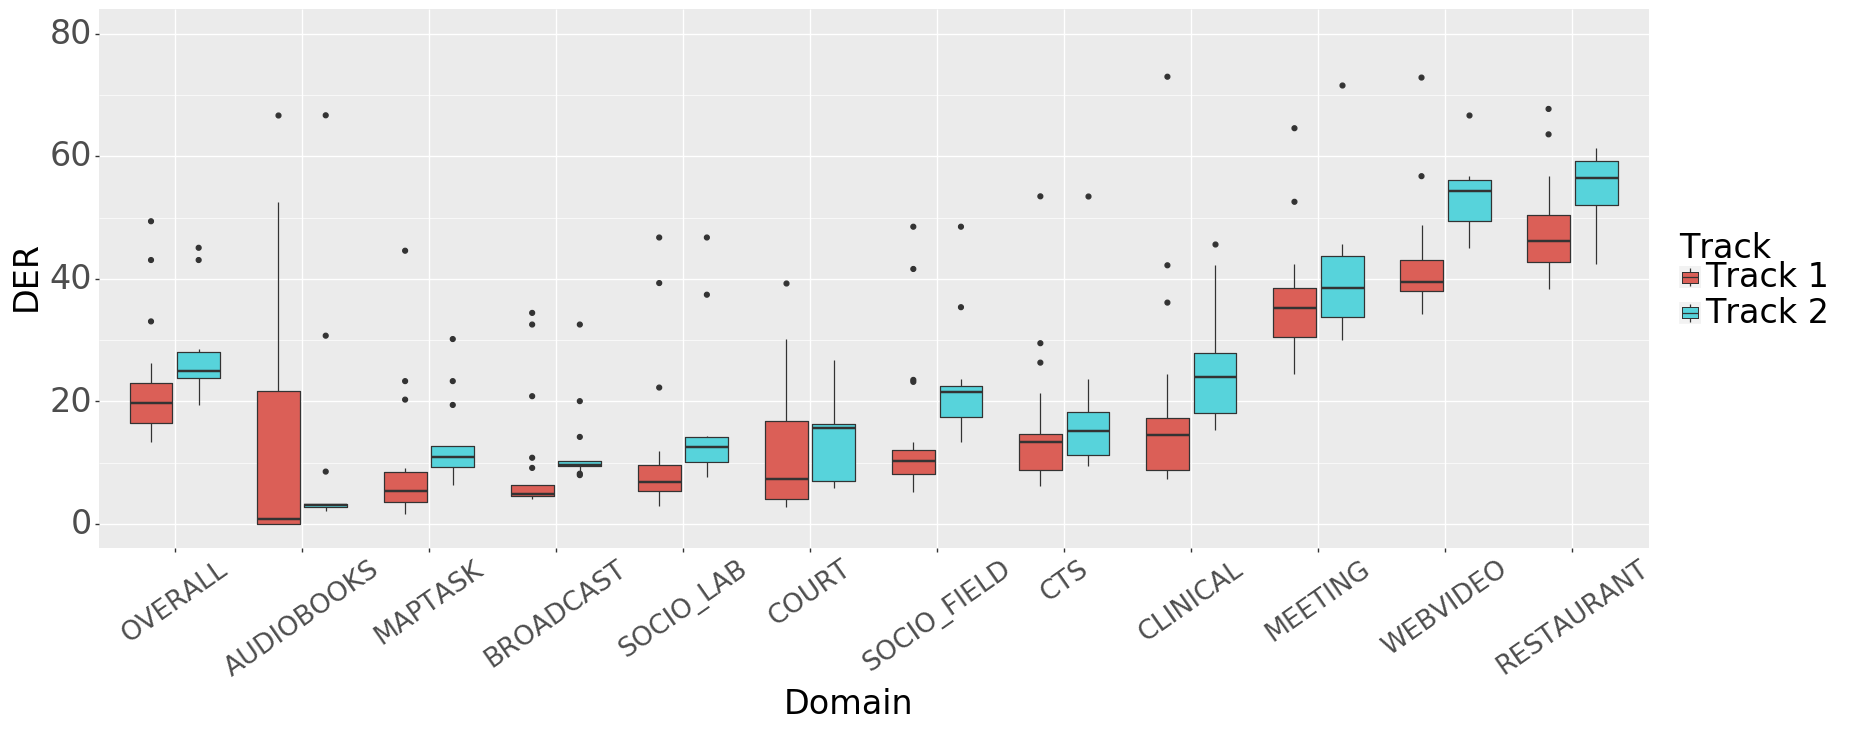 80
60
40
20
0
DER
OVERALL
AUDIOBOOKS
MAPTASK
BROADCAST
SOCIO_LAB
COURT
SOCIO_FIELD
CTS
CLINICAL
MEETING
WEBVIDEO
RESTAURANT
Domain
Track
Track 1
Track 2